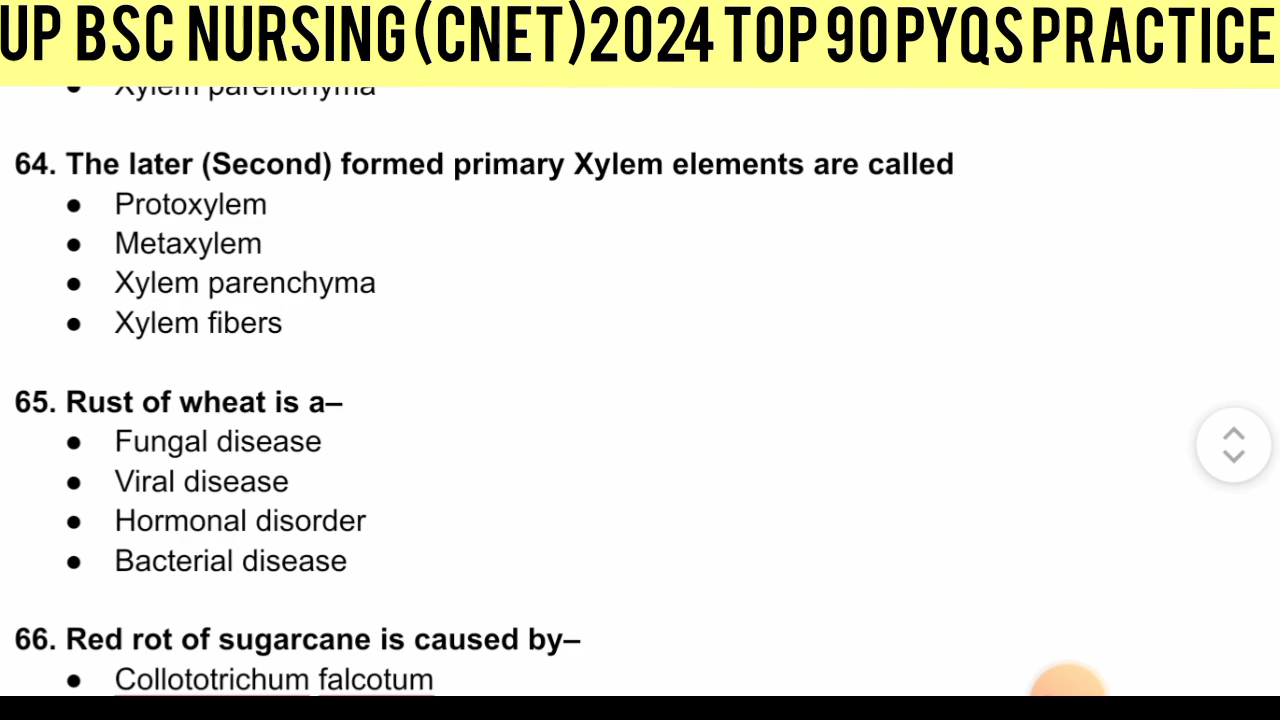 UP BSC NURSING(CNET)2024 TOP 90 PYQS PRACTICE
● Xylem parenchyma
64. The later (Second) formed primary Xylem elements are called
● Protoxylem
● Metaxylem
● Xylem parenchyma
● Xylem fibers
65. Rust of wheat is a–
● Fungal disease
● Viral disease
● Hormonal disorder
● Bacterial disease
66. Red rot of sugarcane is caused by–
● Collototrichum falcotum